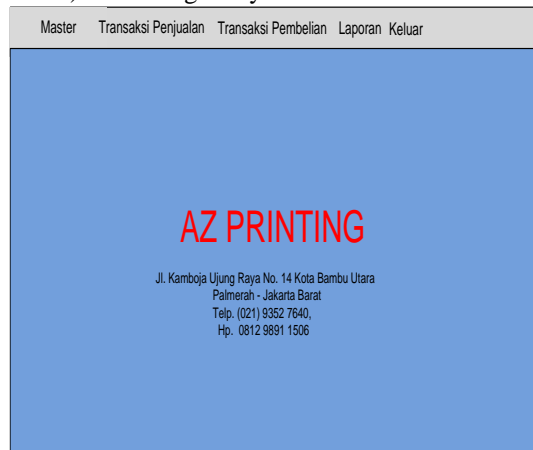 Master Transaksi Penjualan Transaksi Pembelian Laporan Keluar
AZ PRINTING
Jl. Kamboja Ujung Raya No. 14 Kota Bambu Utara
Palmerah - Jakarta Barat
Telp. (021) 9352 7640,
Hp. 0812 9891 1506